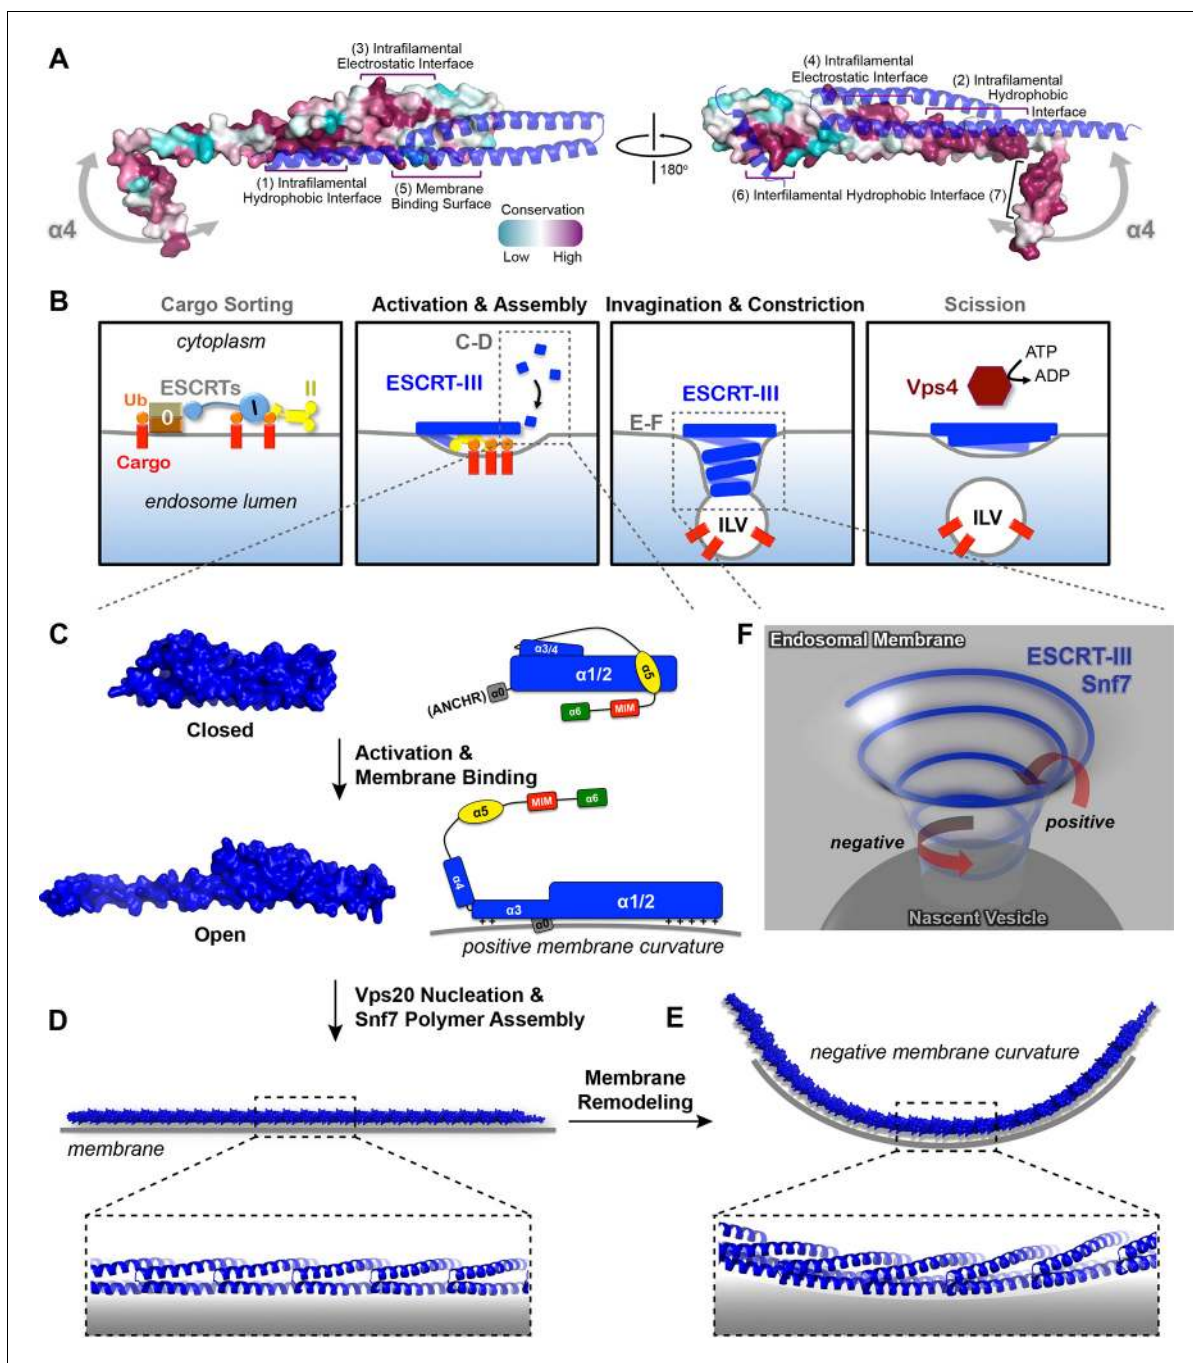 A
(3) Intrafilamental
Electrostatic Interface
(1) Intrafilamental
Hydrophobic Interface
(5) Membrane
Binding Surface
α4
Conservation
Low High
180°
(4) Intrafilamental
Electrostatic Interface
(2) Intrafilamental
Hydrophobic
Interface
(6) Interfilamental Hydrophobic Interface (7)
α4
B
Cargo Sorting
cytoplasm
ESCRTs
II
Ub
0
I
Cargo
endosome lumen
Activation & Assembly
C-D
ESCRT-III
Invagination & Constriction
ESCRT-III
E-F
ILV
Scission
ATP
Vps4
ADP
ILV
C
Closed
α3/4
α1/2
α5
(ANCHR)
α0
α6
MIM
Activation &
Membrane Binding
Open
α5
MIM
α6
α4
α3
α1/2
++
α0
+++++
positive membrane curvature
F
Endosomal Membrane
ESCRT-III
Snf7
negative
positive
Nascent Vesicle
Vps20 Nucleation &
Snf7 Polymer Assembly
D
membrane
Membrane
Remodeling
E
negative membrane curvature